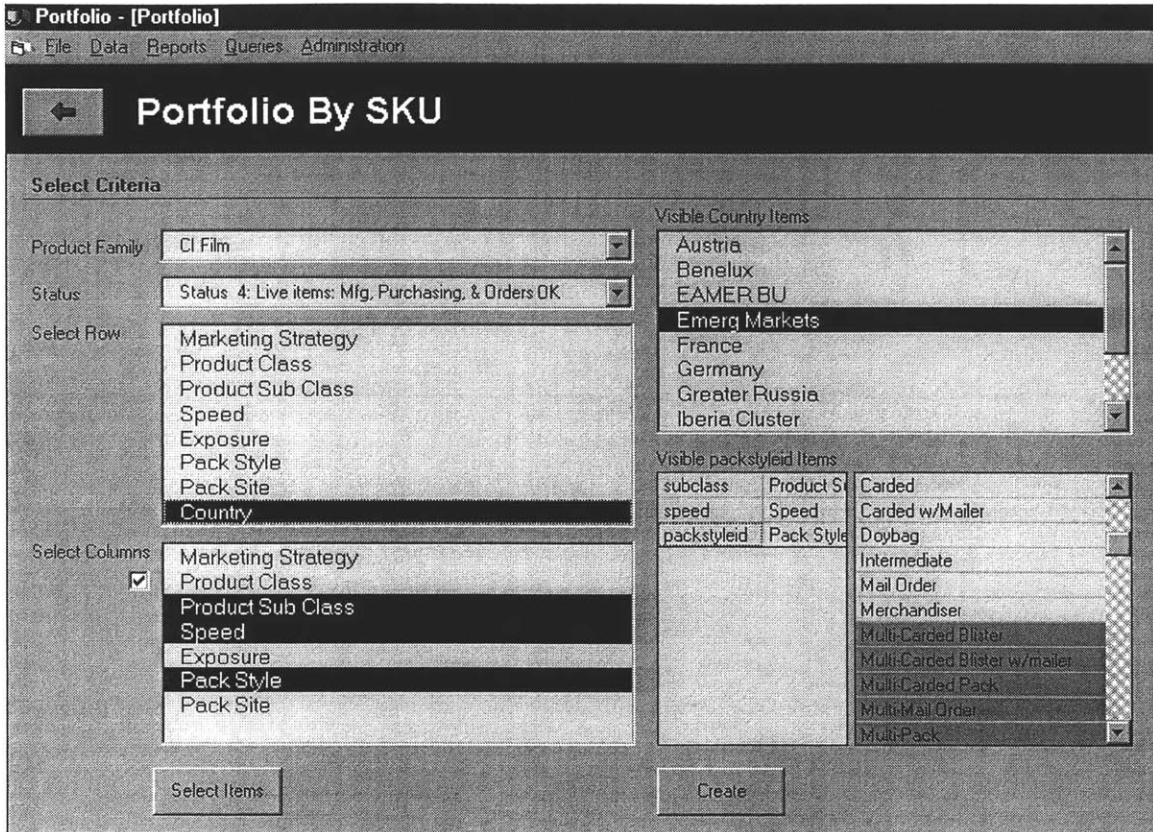 Portfolio - [Portfolio]
File Data Reports Queries Administration
Portfolio By SKU
Select Criteria
Product Family
CI Film
Status
Status 4: Live items: Mfg, Purchasing, & Orders OK
Select Row
Marketing Strategy
Product Class
Product Sub Class
Speed
Exposure
Pack Style
Pack Site
Country
Select Columns
Marketing Strategy
Product Class
Product Sub Class
Speed
Exposure
Pack Style
Pack Site
Select Items
Visible Country Items
Austria
Benelux
EAMER BU
Emerg Markets
France
Germany
Greater Russia
Iberia Cluster
Visible packstyleid Items
subclass Product S
speed Speed
packstyleid Pack Style
Carded
Carded w/Mailer
Doybag
Intermediate
Mail Order
Merchandiser
Multi-Carded Blister
Multi-Carded Blister w/mailer
Multi-Carded Pack
Multi-Mail Order
Multi-Pack
Create